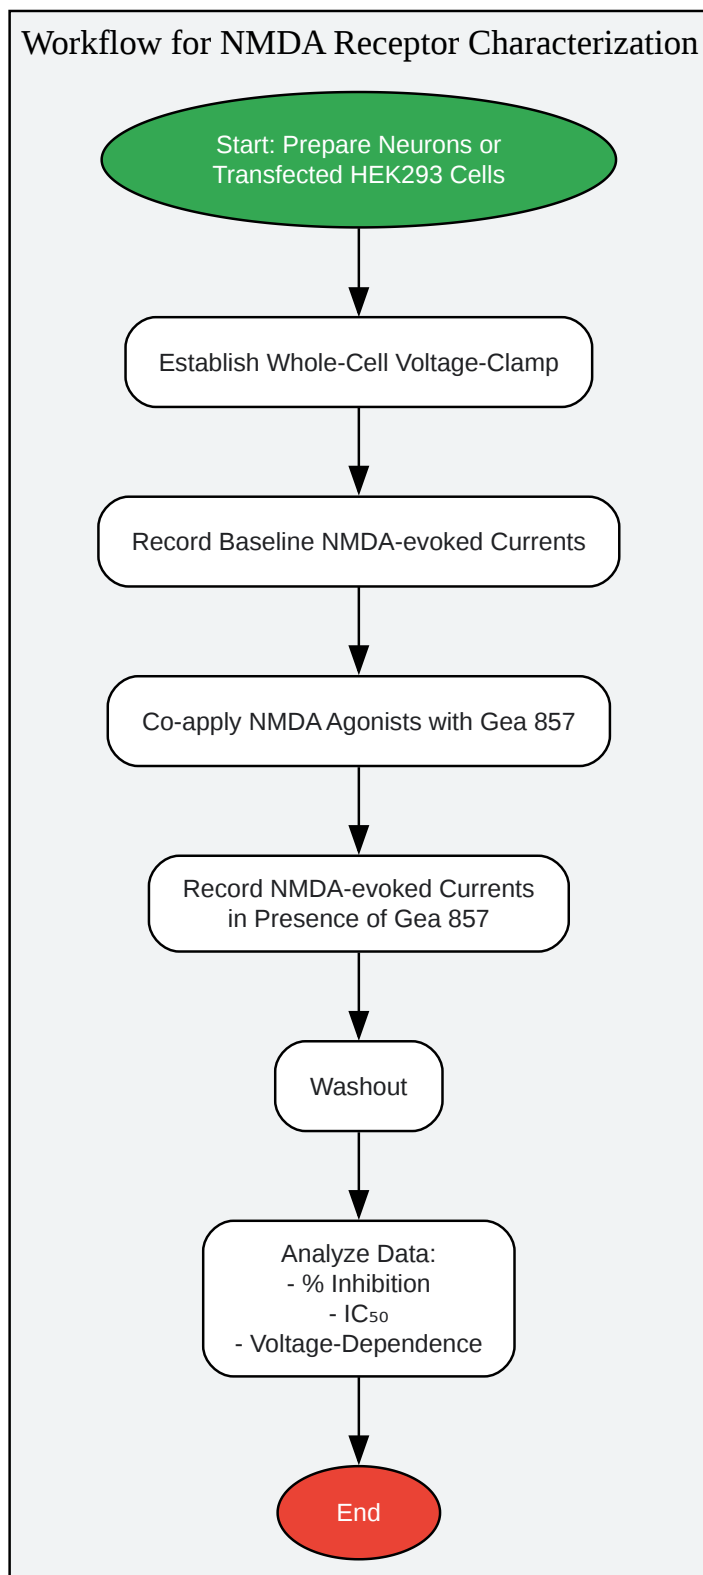 Workflow for NMDA Receptor Characterization
Start: Prepare Neurons or
Transfected HEK293 Cells
Establish Whole-Cell Voltage-Clamp
Record Baseline NMDA-evoked Currents
Co-apply NMDA Agonists with Gea 857
Record NMDA-evoked Currents
in Presence of Gea 857
Washout
Analyze Data:
- % Inhibition
- IC₅₀
- Voltage-Dependence
End